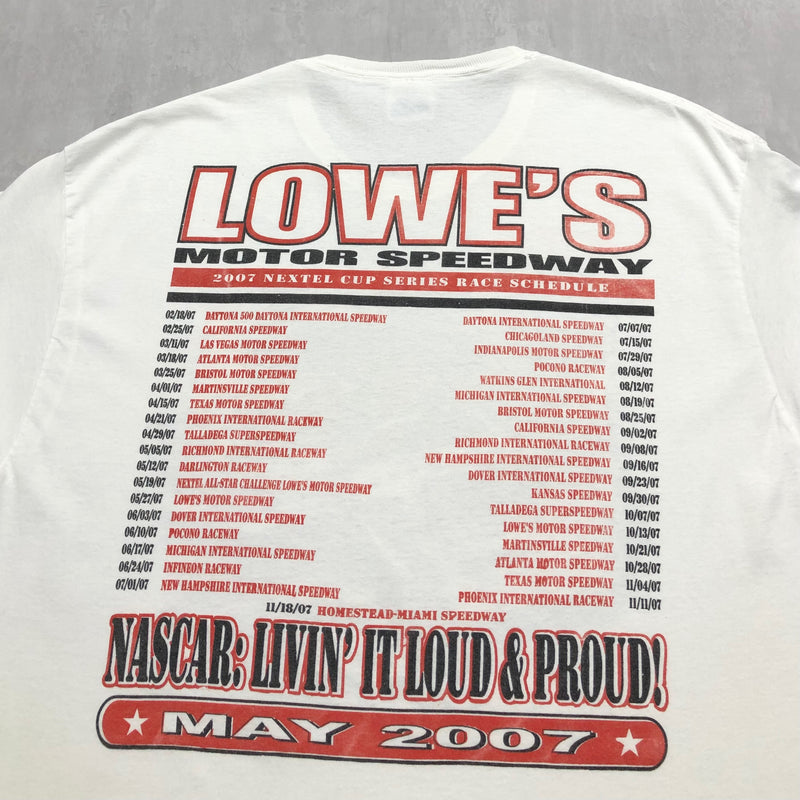 LOWE'S
MOTOR SPEEDWAY
2007 NEXTEL CUP SERIES RACE SCHEDULE
02/18/07 DAYTONA 500 DAYTONA INTERNATIONAL SPEEDWAY
02/25/07 CALIFORNIA SPEEDWAY
03/11/07 LAS VEGAS MOTOR SPEEDWAY
03/18/07 ATLANTA MOTOR SPEEDWAY
03/25/07 BRISTOL MOTOR SPEEDWAY
04/01/07 MARTINSVILLE SPEEDWAY
04/15/07 TEXAS MOTOR SPEEDWAY
04/21/07 PHOENIX INTERNATIONAL RACEWAY
04/29/07 TALLADEGA SUPERSPEEDWAY
05/05/07 RICHMOND INTERNATIONAL RACEWAY
05/12/07 DARLINGTON RACEWAY
05/19/07 NEXTEL ALL-STAR CHALLENGE LOWE'S MOTOR SPEEDWAY
05/27/07 LOWE'S MOTOR SPEEDWAY
06/03/07 DOVER INTERNATIONAL SPEEDWAY
06/10/07 POCONO RACEWAY
06/17/07 MICHIGAN INTERNATIONAL SPEEDWAY
06/24/07 INFINEON RACEWAY
07/01/07 NEW HAMPSHIRE INTERNATIONAL SPEEDWAY
DAYTONA INTERNATIONAL SPEEDWAY 07/07/07
CHICAGOLAND SPEEDWAY 07/15/07
INDIANAPOLIS MOTOR SPEEDWAY 07/29/07
POCONO RACEWAY 08/05/07
WATKINS GLEN INTERNATIONAL 08/12/07
MICHIGAN INTERNATIONAL SPEEDWAY 08/19/07
BRISTOL MOTOR SPEEDWAY 08/25/07
CALIFORNIA SPEEDWAY 09/02/07
RICHMOND INTERNATIONAL RACEWAY 09/08/07
NEW HAMPSHIRE INTERNATIONAL SPEEDWAY 09/16/07
DOVER INTERNATIONAL SPEEDWAY 09/23/07
KANSAS SPEEDWAY 09/30/07
TALLADEGA SUPERSPEEDWAY 10/07/07
LOWE'S MOTOR SPEEDWAY 10/13/07
MARTINSVILLE SPEEDWAY 10/21/07
ATLANTA MOTOR SPEEDWAY 10/28/07
TEXAS MOTOR SPEEDWAY 11/04/07
PHOENIX INTERNATIONAL RACEWAY 11/11/07
11/18/07 HOMESTEAD-MIAMI SPEEDWAY
NASCAR: LIVIN' IT LOUD & PROUD!
MAY 2007